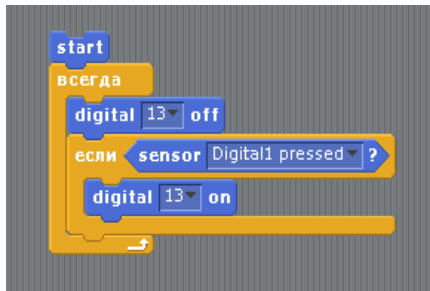 start
всегда
digital 13 off
если sensor Digital1 pressed ?
digital 13 on